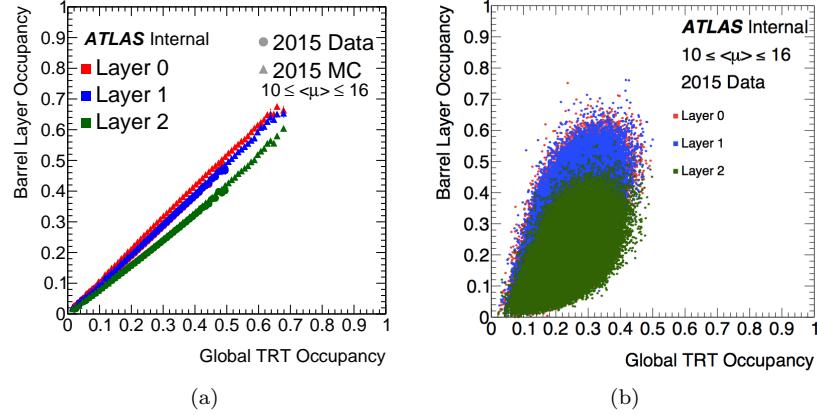 ATLAS Internal
Layer 0
Layer 1
Layer 2
2015 Data
2015 MC
10 ≤ <μ> ≤ 16
Barrel Layer Occupancy
1
0.9
0.8
0.7
0.6
0.5
0.4
0.3
0.2
0.1
0
0 0.1 0.2 0.3 0.4 0.5 0.6 0.7 0.8 0.9 1
Global TRT Occupancy
(a)
ATLAS Internal
10 ≤ <μ> ≤ 16
2015 Data
Layer 0
Layer 1
Layer 2
Barrel Layer Occupancy
1
0.9
0.8
0.7
0.6
0.5
0.4
0.3
0.2
0.1
0
0 0.1 0.2 0.3 0.4 0.5 0.6 0.7 0.8 0.9 1
Global TRT Occupancy
(b)